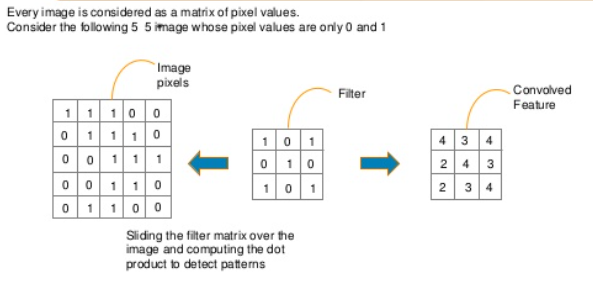 Every image is considered as a matrix of pixel values.
Consider the following 5 5 image whose pixel values are only 0 and 1
Image
pixels
Filter
Convolved
Feature
1 1 1 0 0
0 1 1 1 0
0 0 1 1 1
0 0 1 1 0
0 1 1 0 0
1 0 1
0 1 0
1 0 1
4 3 4
2 4 3
2 3 4
Sliding the filter matrix over the
image and computing the dot
product to detect patterns